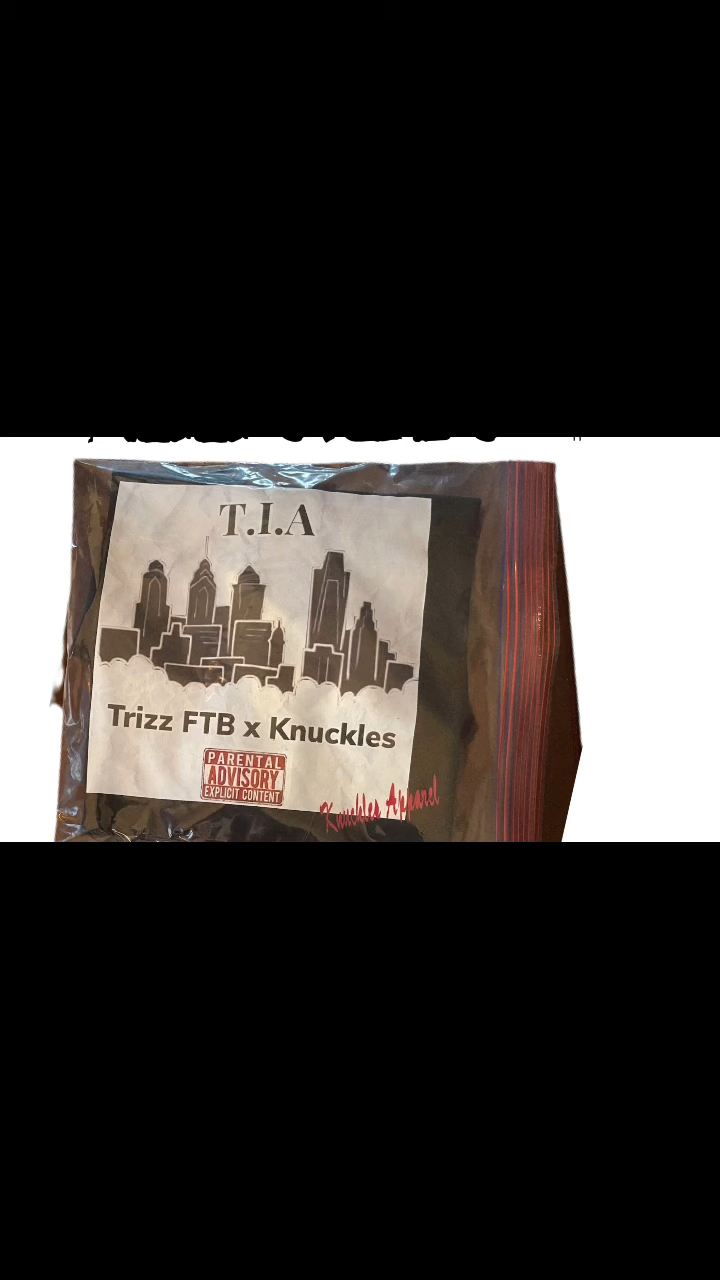 T.I.A
Trizz FTB x Knuckles
PARENTAL
ADVISORY
EXPLICIT CONTENT
Knuckles Apparel